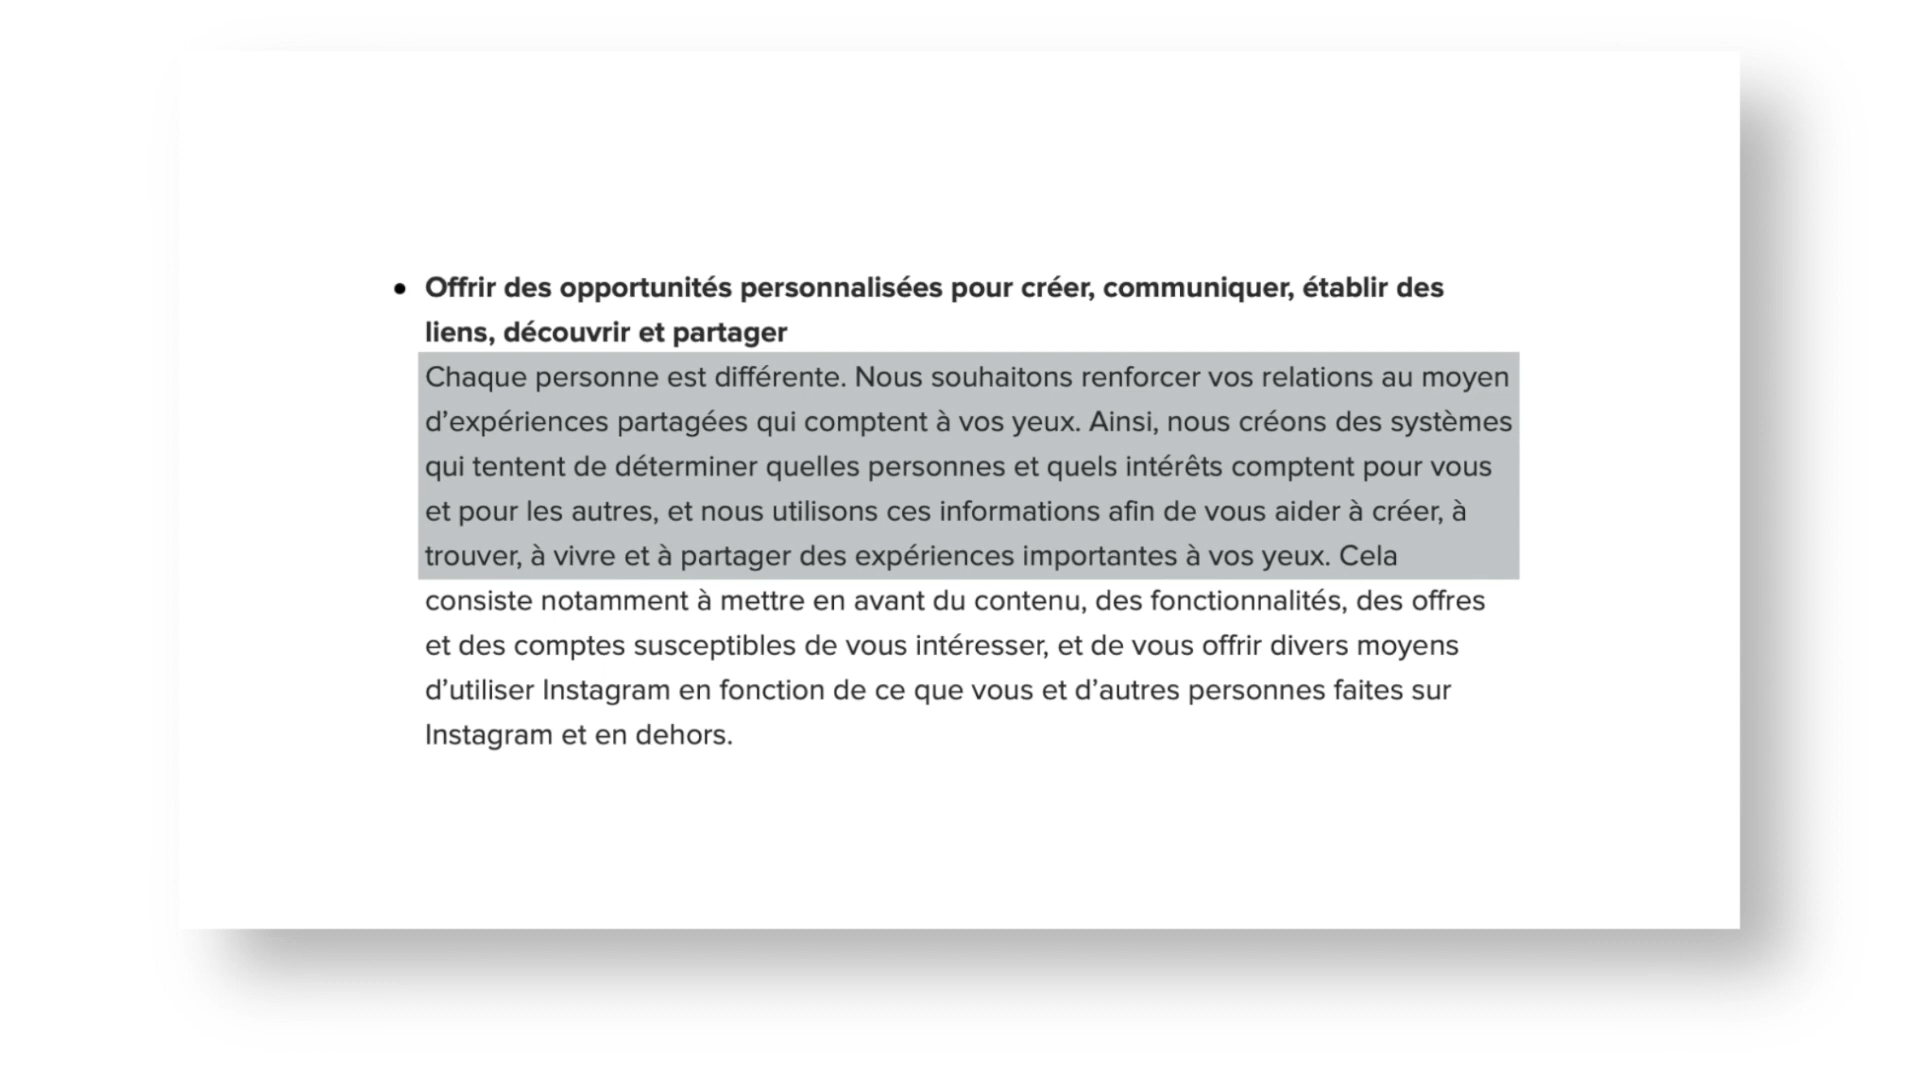 • Offrir des opportunités personnalisées pour créer, communiquer, établir des
liens, découvrir et partager
Chaque personne est différente. Nous souhaitons renforcer vos relations au moyen
d’expériences partagées qui comptent à vos yeux. Ainsi, nous créons des systèmes
qui tentent de déterminer quelles personnes et quels intérêts comptent pour vous
et pour les autres, et nous utilisons ces informations afin de vous aider à créer, à
trouver, à vivre et à partager des expériences importantes à vos yeux. Cela
consiste notamment à mettre en avant du contenu, des fonctionnalités, des offres
et des comptes susceptibles de vous intéresser, et de vous offrir divers moyens
d’utiliser Instagram en fonction de ce que vous et d’autres personnes faites sur
Instagram et en dehors.